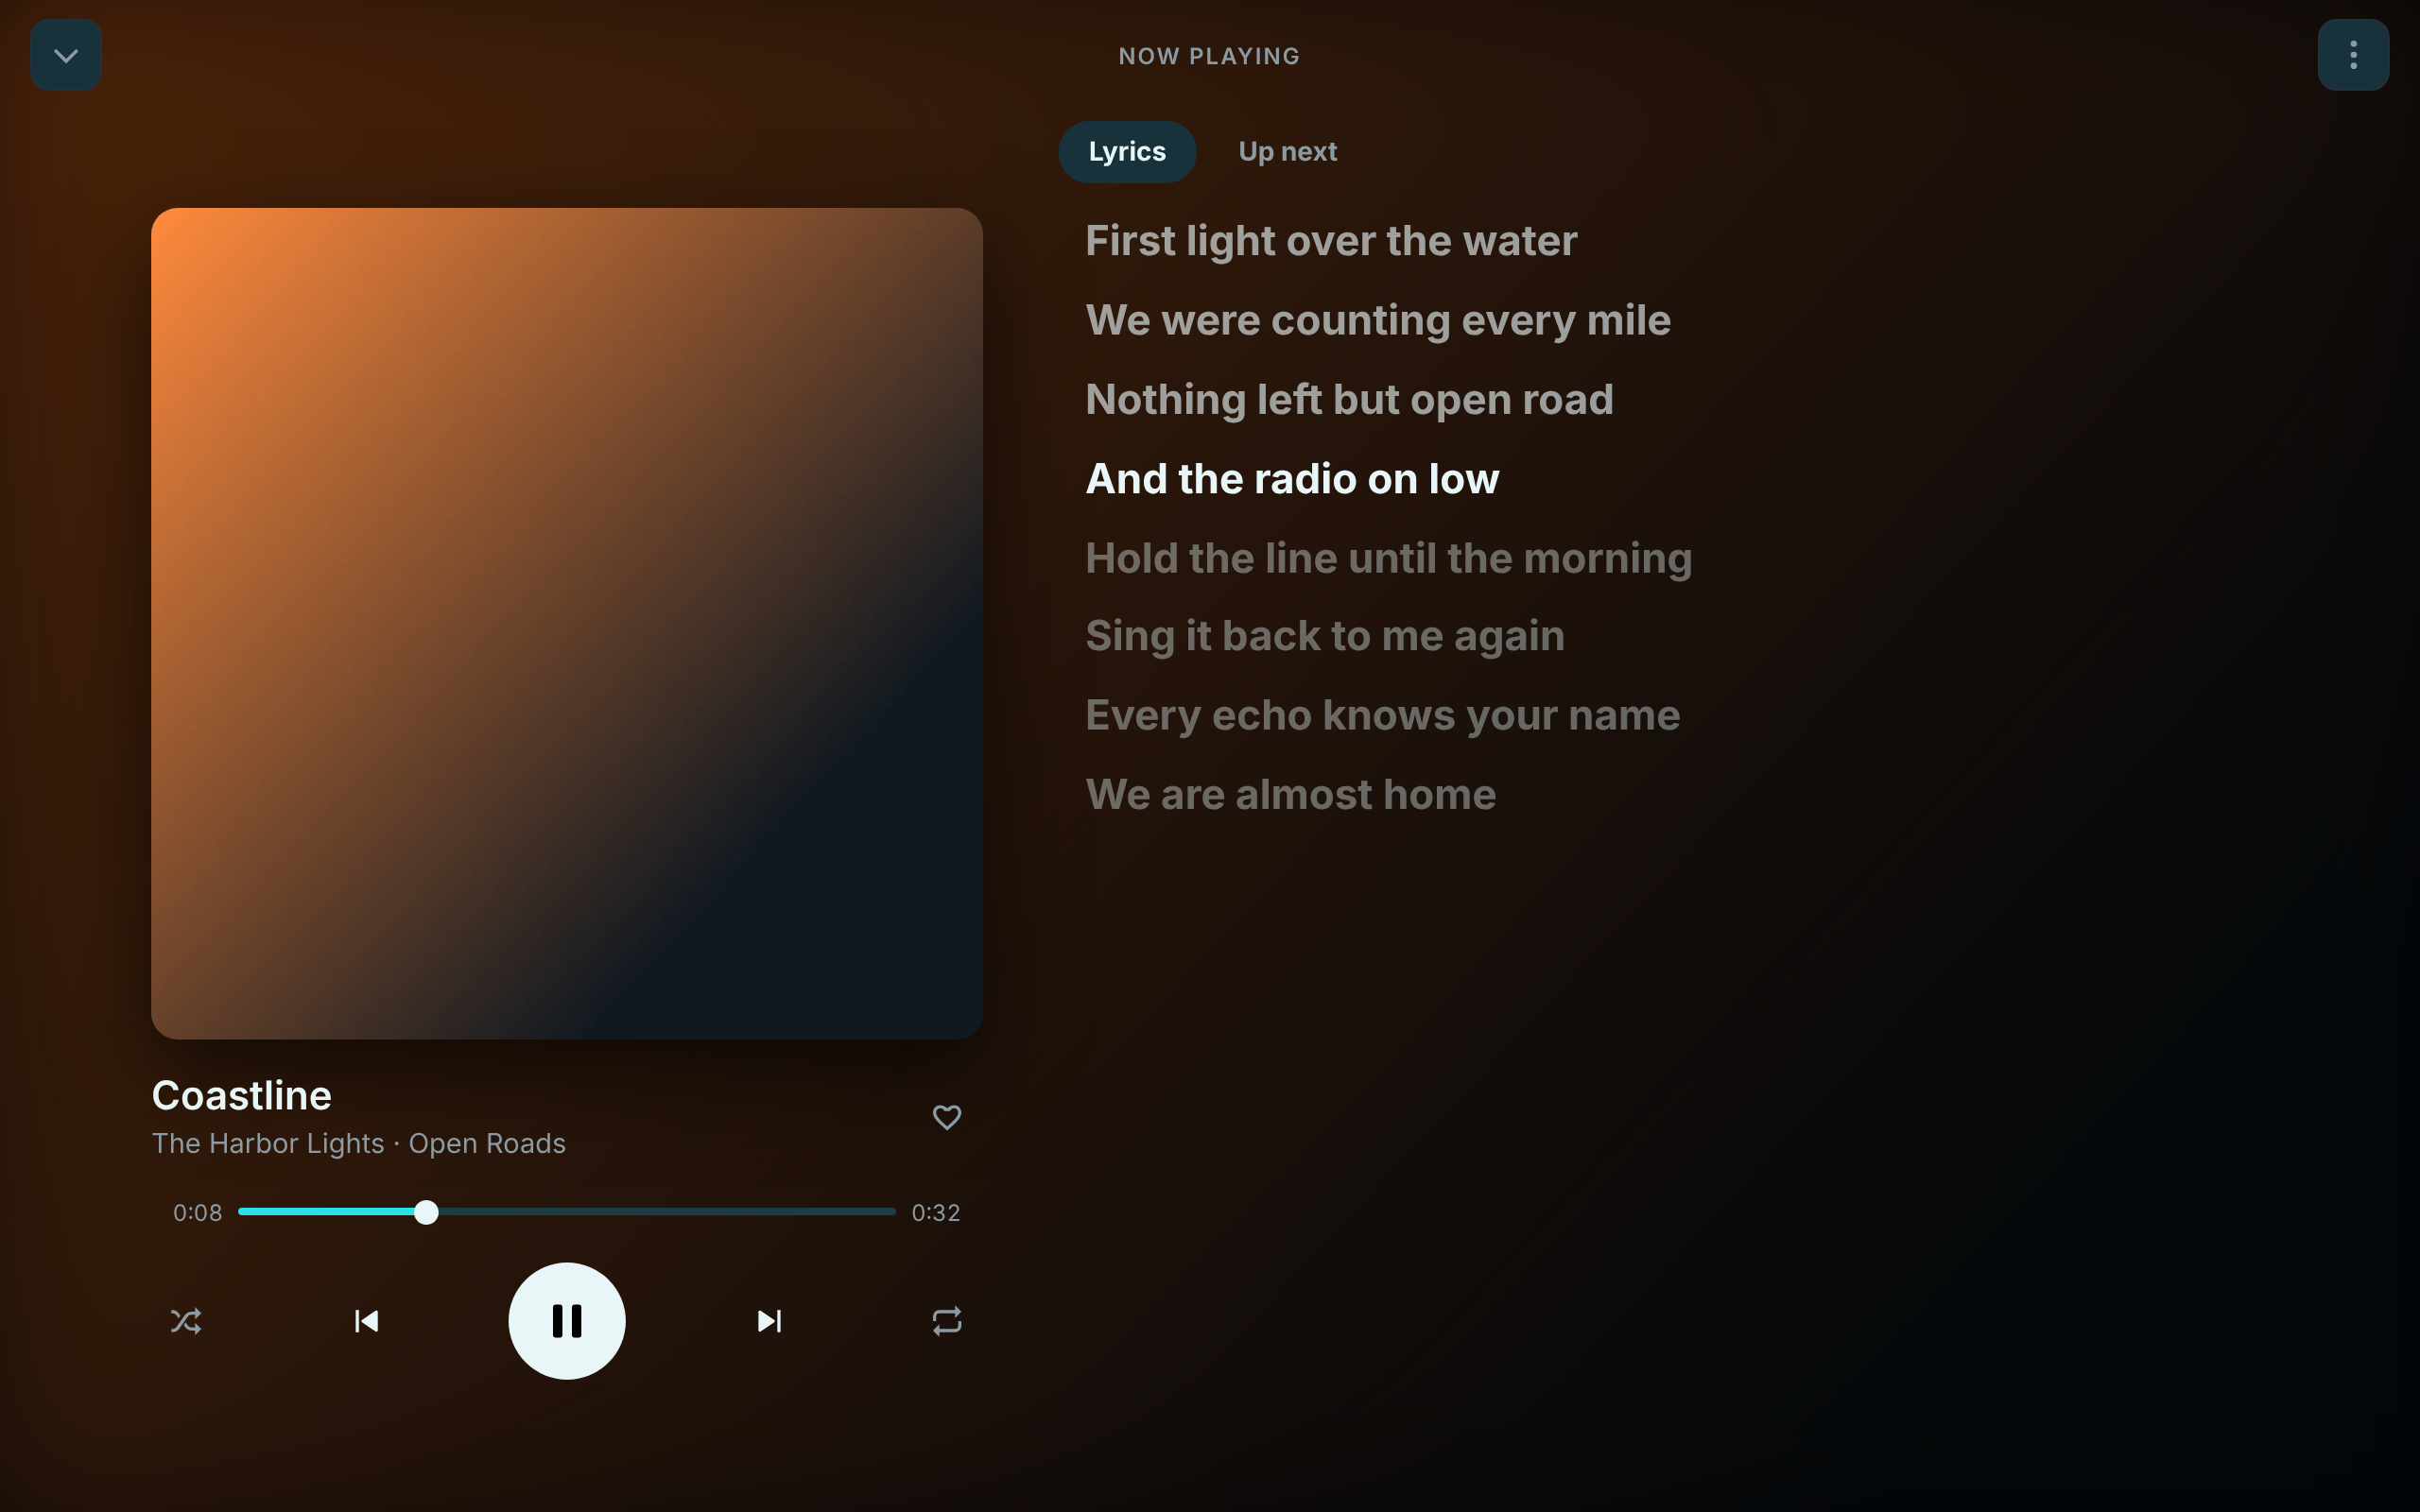 NOW PLAYING
Lyrics
Up next
First light over the water
We were counting every mile
Nothing left but open road
And the radio on low
Hold the line until the morning
Sing it back to me again
Every echo knows your name
We are almost home
Coastline
The Harbor Lights · Open Roads
0:08
0:32